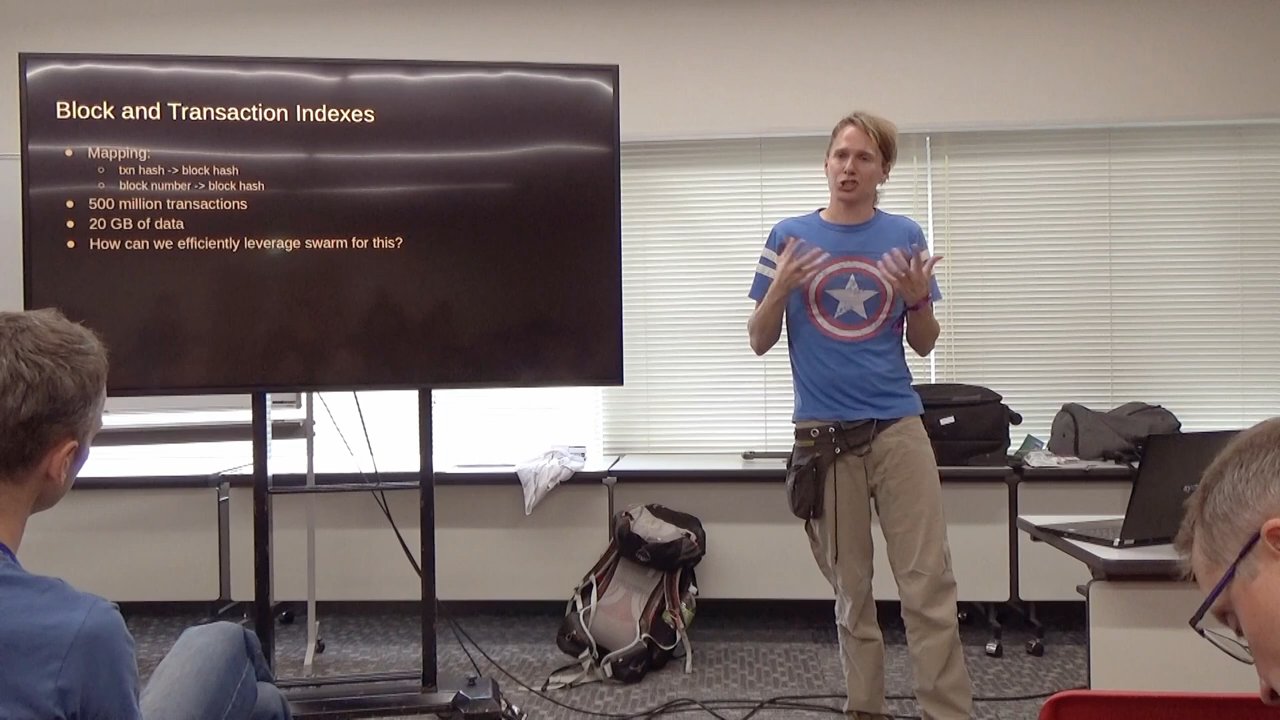 Block and Transaction Indexes
Mapping:
txn hash -> block hash
block number -> block hash
500 million transactions
20 GB of data
How can we efficiently leverage swarm for this?